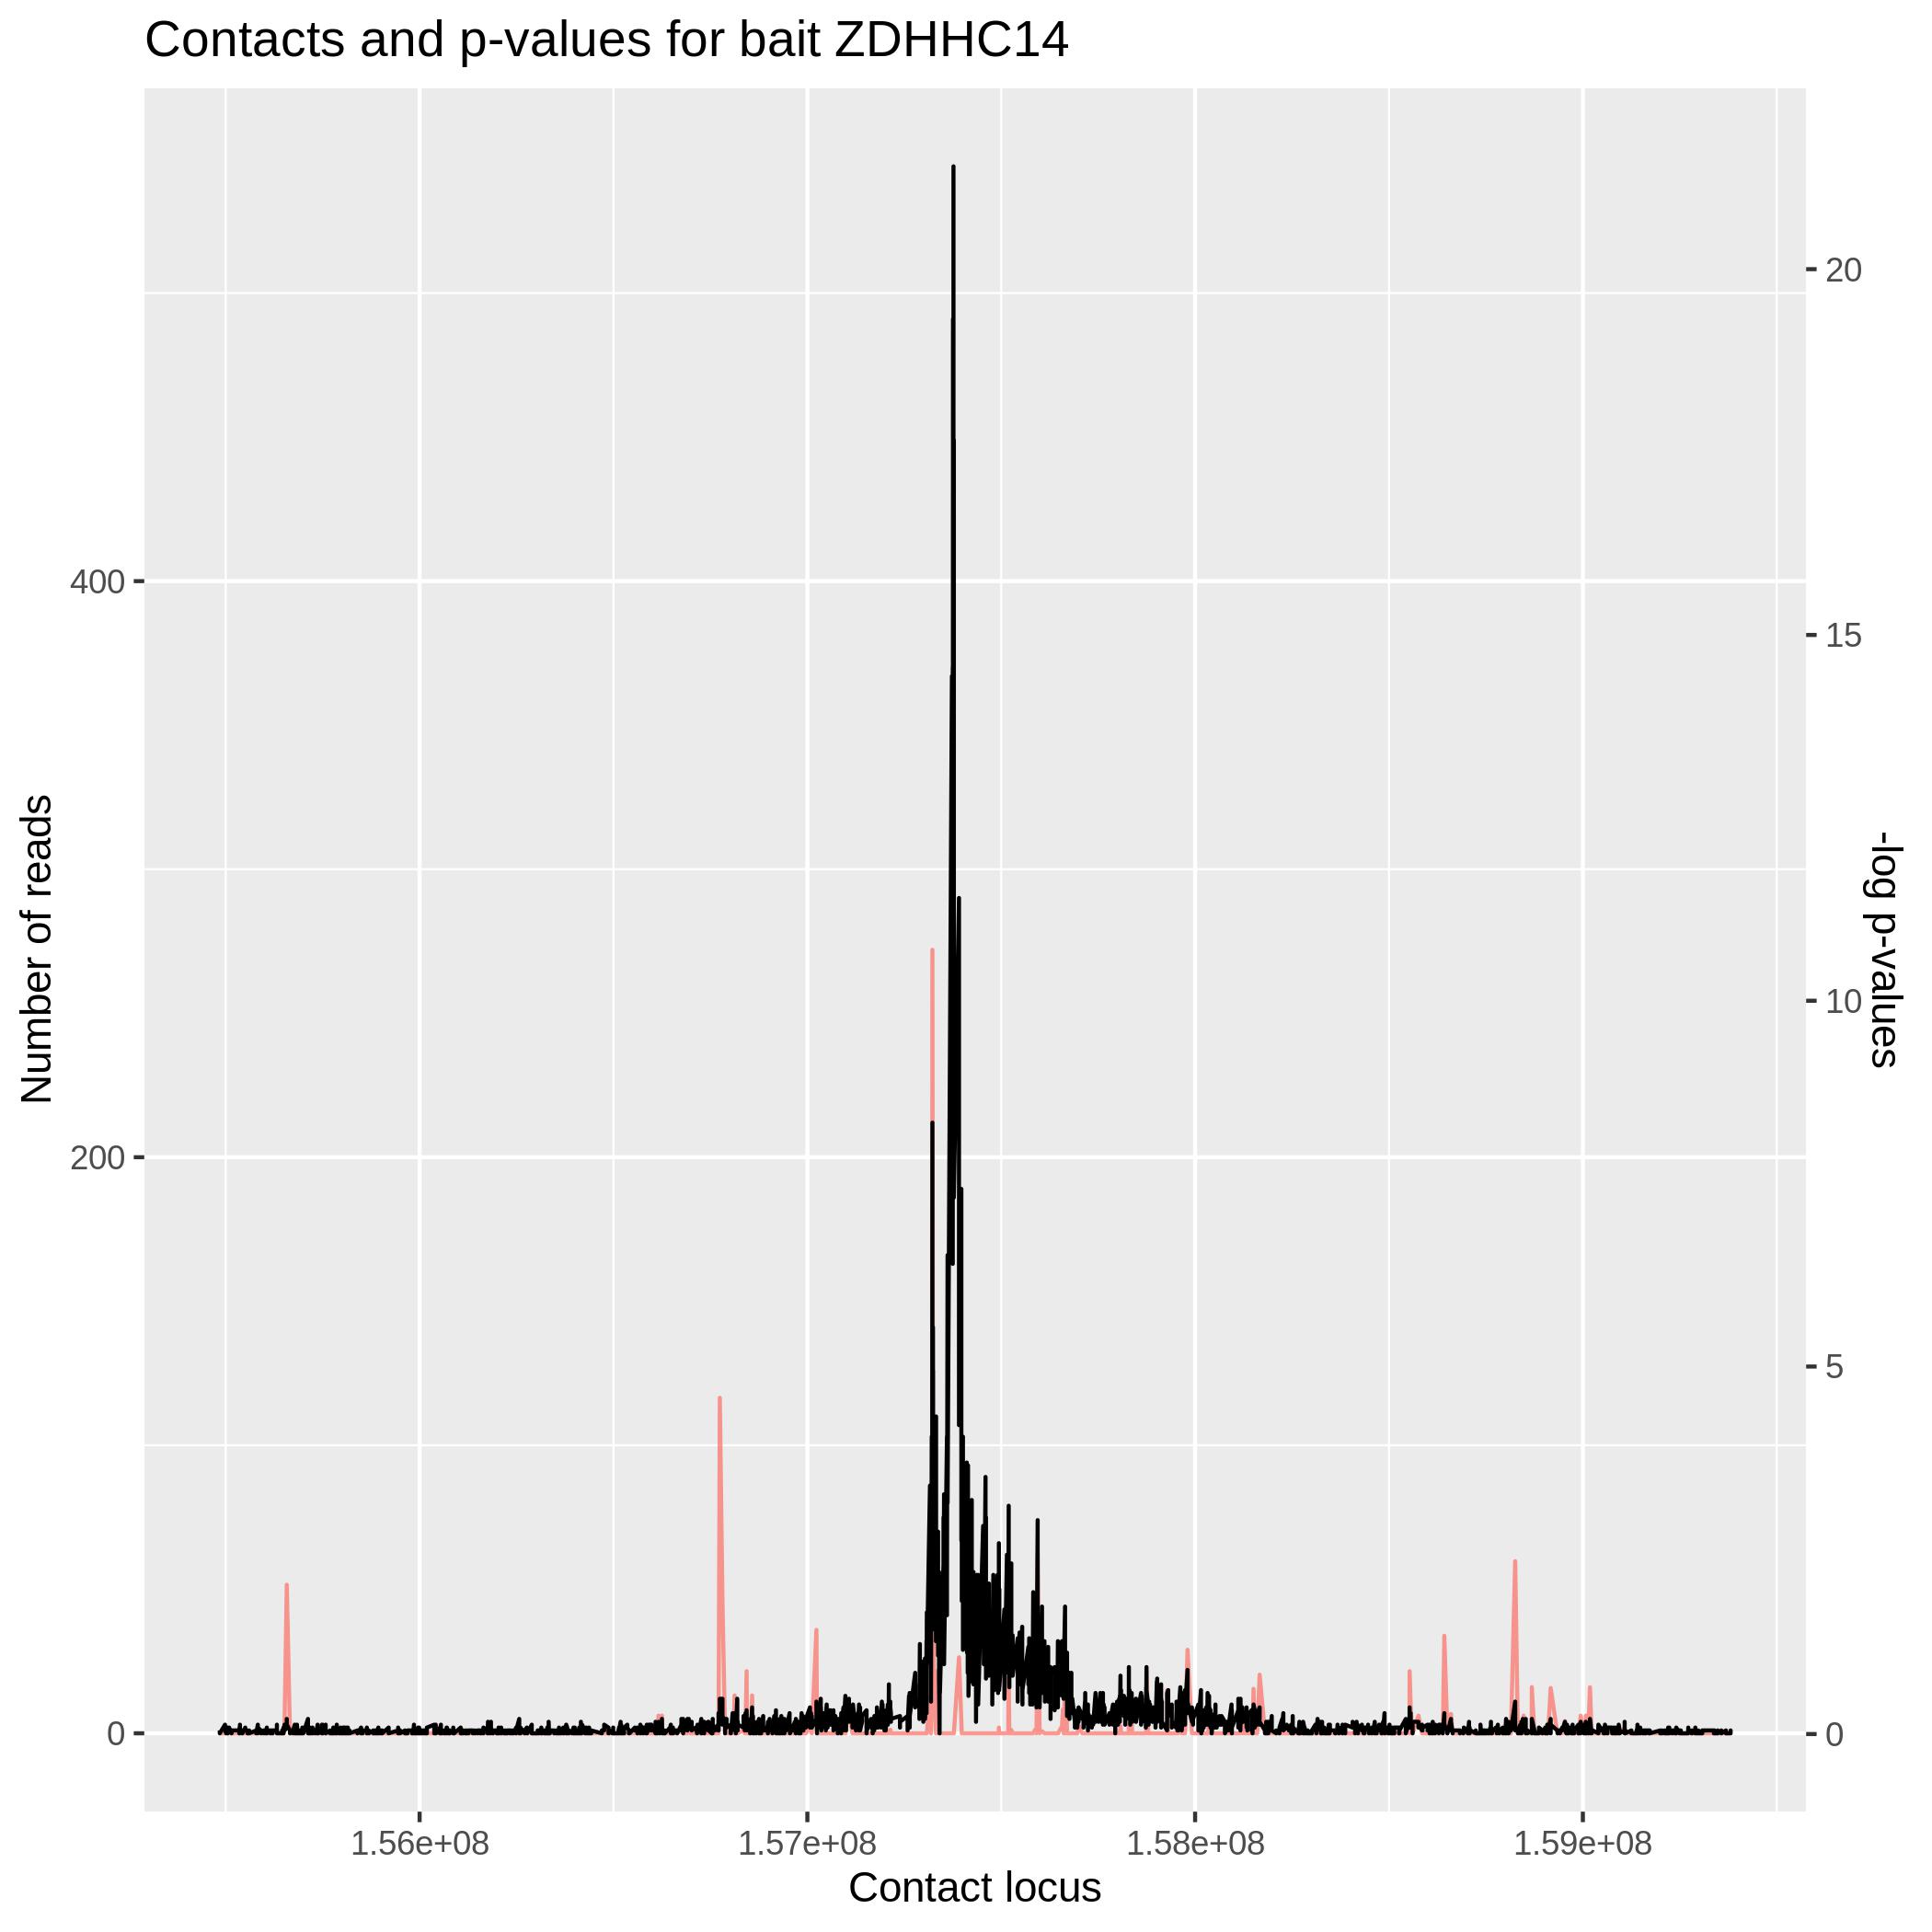 Contacts and p-values for bait ZDHHC14
Number of reads
400
200
0
20
15
10
5
0
-log p-values
1.56e+08
1.57e+08
1.58e+08
1.59e+08
Contact locus